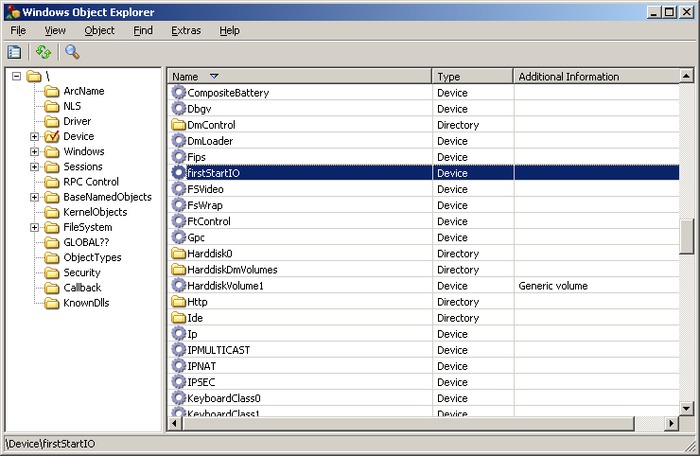 Windows Object Explorer
File View Object Find Extras Help
\
ArcName
NLS
Driver
Device
Windows
Sessions
RPC Control
BaseNamedObjects
KernelObjects
FileSystem
GLOBAL??
ObjectTypes
Security
Callback
KnownDlls
Name Type Additional Information
CompositeBattery Device
Dbgv Device
DmControl Directory
DmLoader Device
Fips Device
firstStartIO Device
FSVideo Device
FsWrap Device
FtControl Device
Gpc Device
Harddisk0 Directory
HarddiskDmVolumes Directory
HarddiskVolume1 Device Generic volume
Http Directory
Ide Directory
Ip Device
IPMULTICAST Device
IPNAT Device
IPSEC Device
KeyboardClass0 Device
KeyboardClass1 Device
\Device\firstStartIO